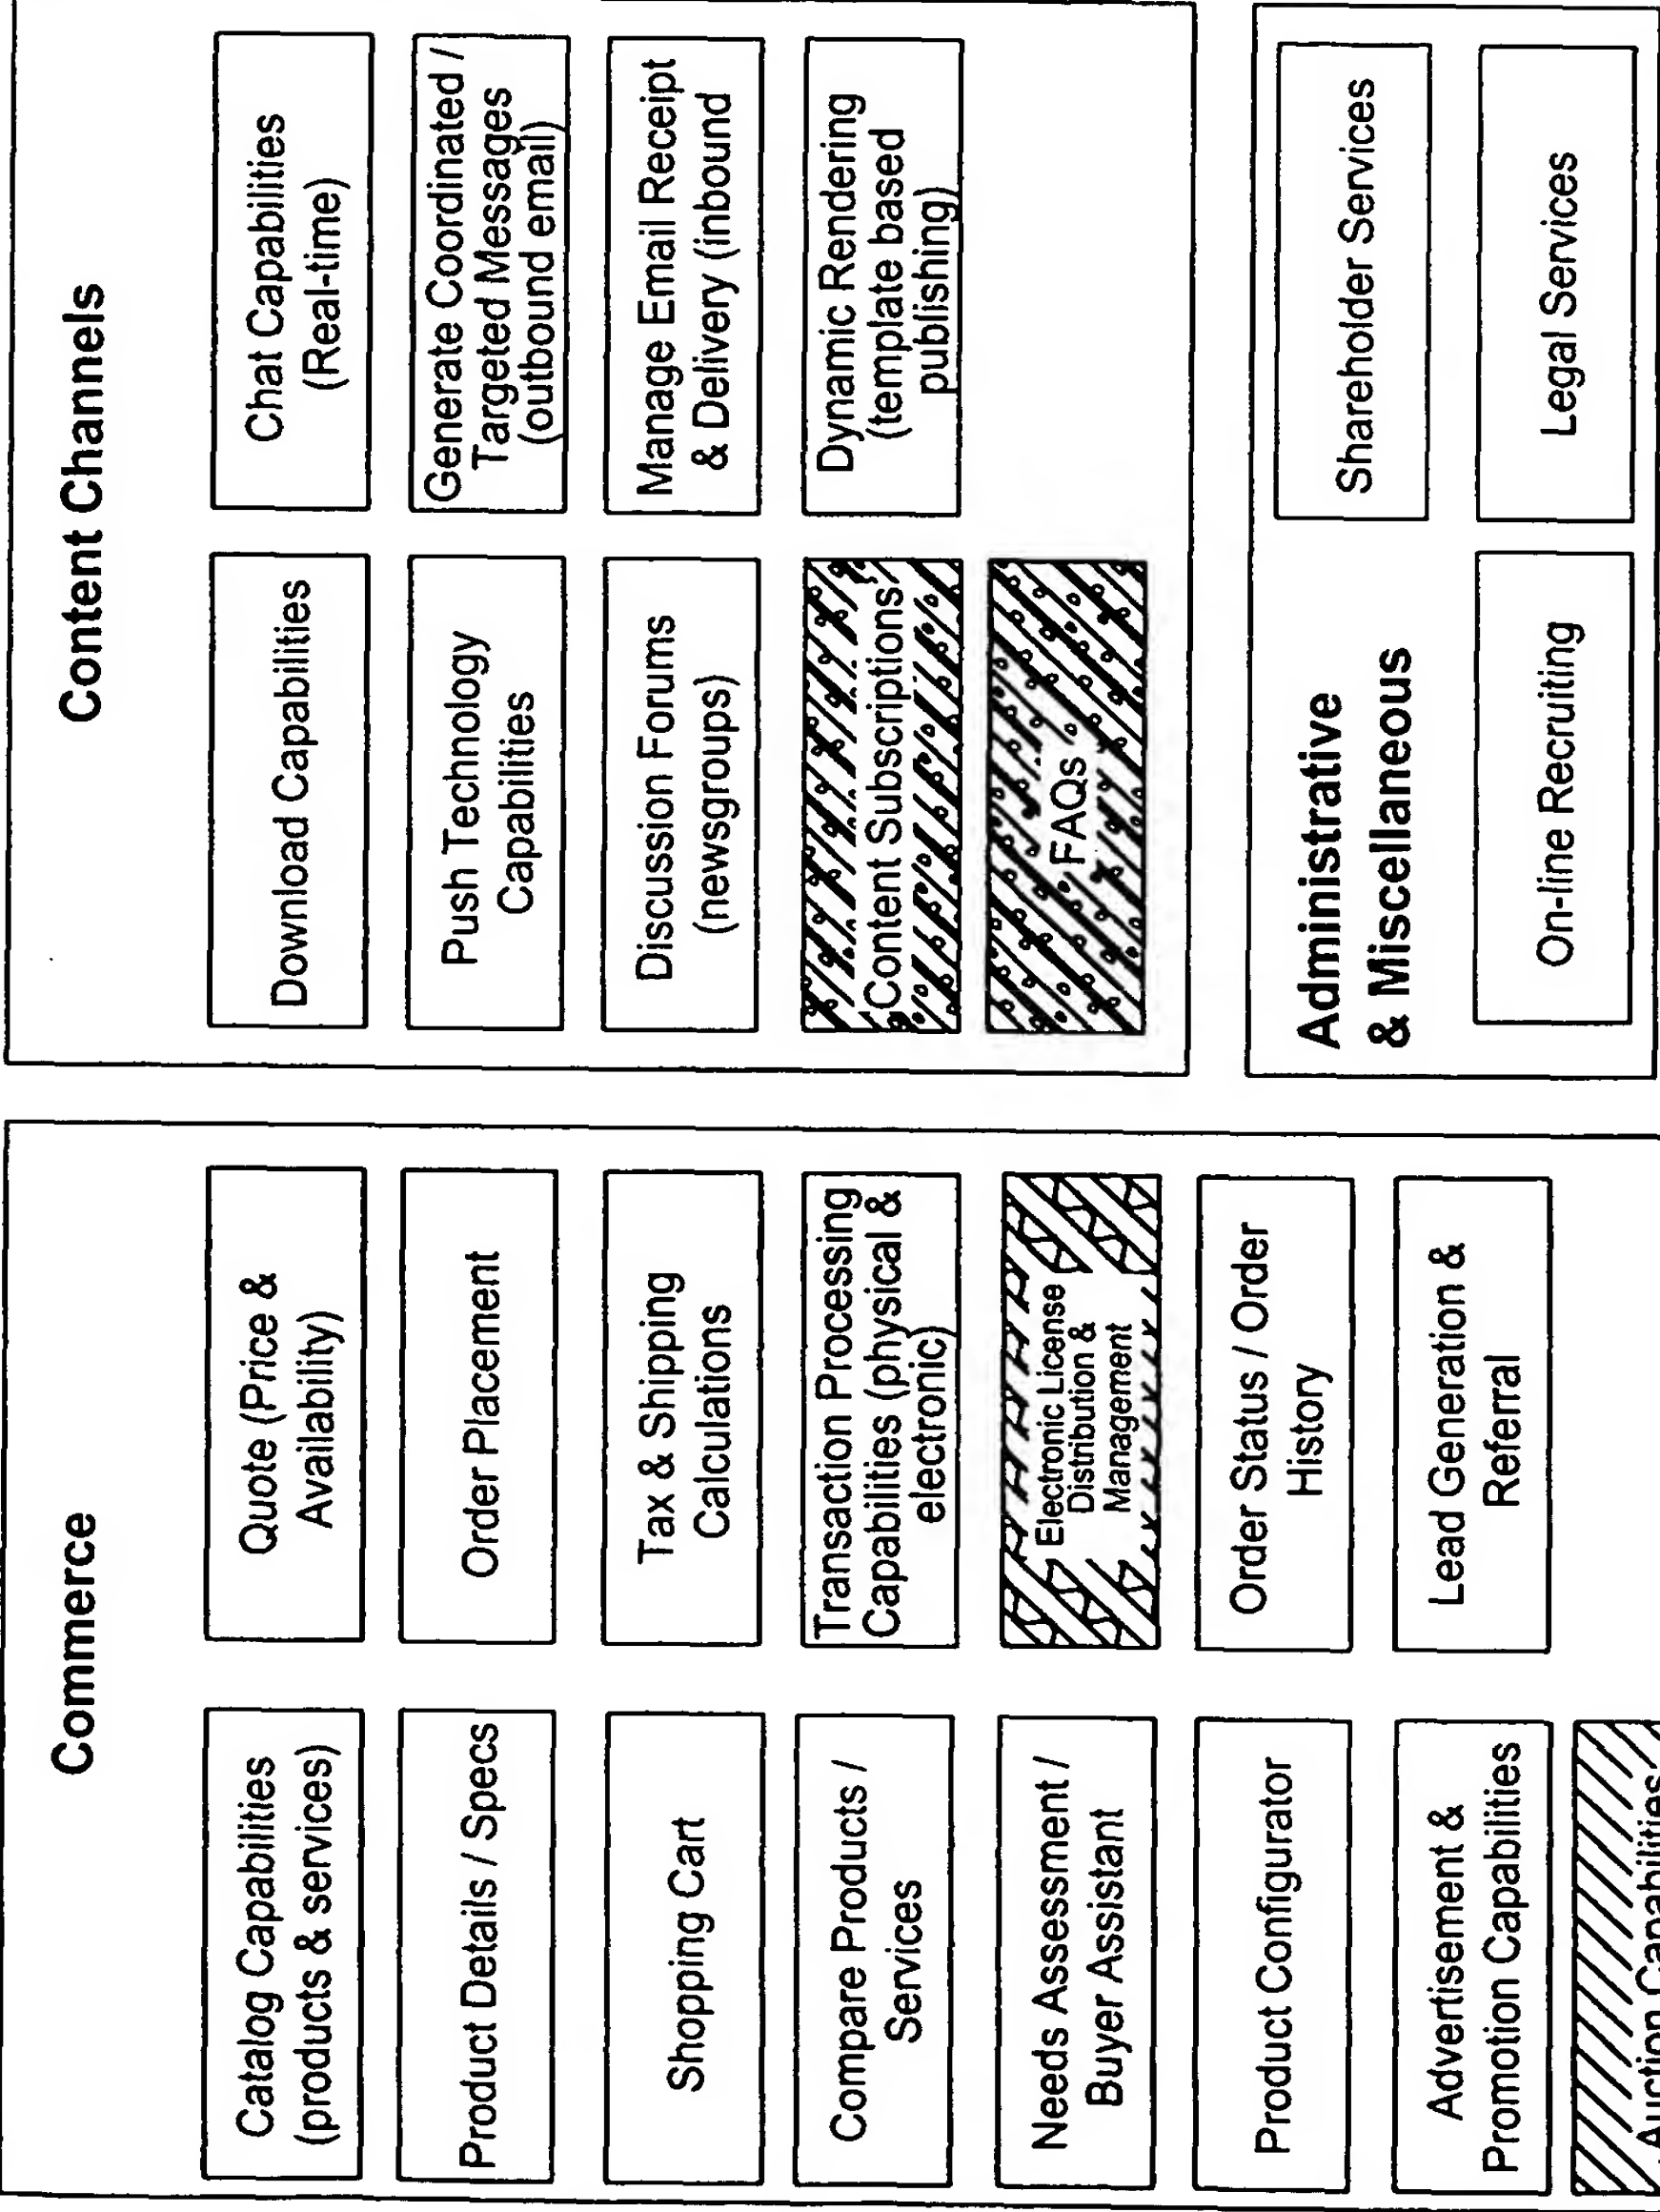 Commerce
Catalog Capabilities
(products & services)
Product Details / Specs
Shopping Cart
Compare Products /
Services
Needs Assessment /
Buyer Assistant
Product Configurator
Advertisement &
Promotion Capabilities
Auction Capabilities
Quote (Price &
Availability)
Order Placement
Tax & Shipping
Calculations
Transaction Processing
Capabilities (physical &
electronic)
Electronic License
Distribution &
Management
Order Status / Order
History
Lead Generation &
Referral
Content Channels
Download Capabilities
Push Technology
Capabilities
Discussion Forums
(newsgroups)
Content Subscriptions
FAQs
Chat Capabilities
(Real-time)
Generate Coordinated /
Targeted Messages
(outbound email)
Manage Email Receipt
& Delivery (inbound
Dynamic Rendering
(template based
publishing)
Administrative
& Miscellaneous
On-line Recruiting
Shareholder Services
Legal Services